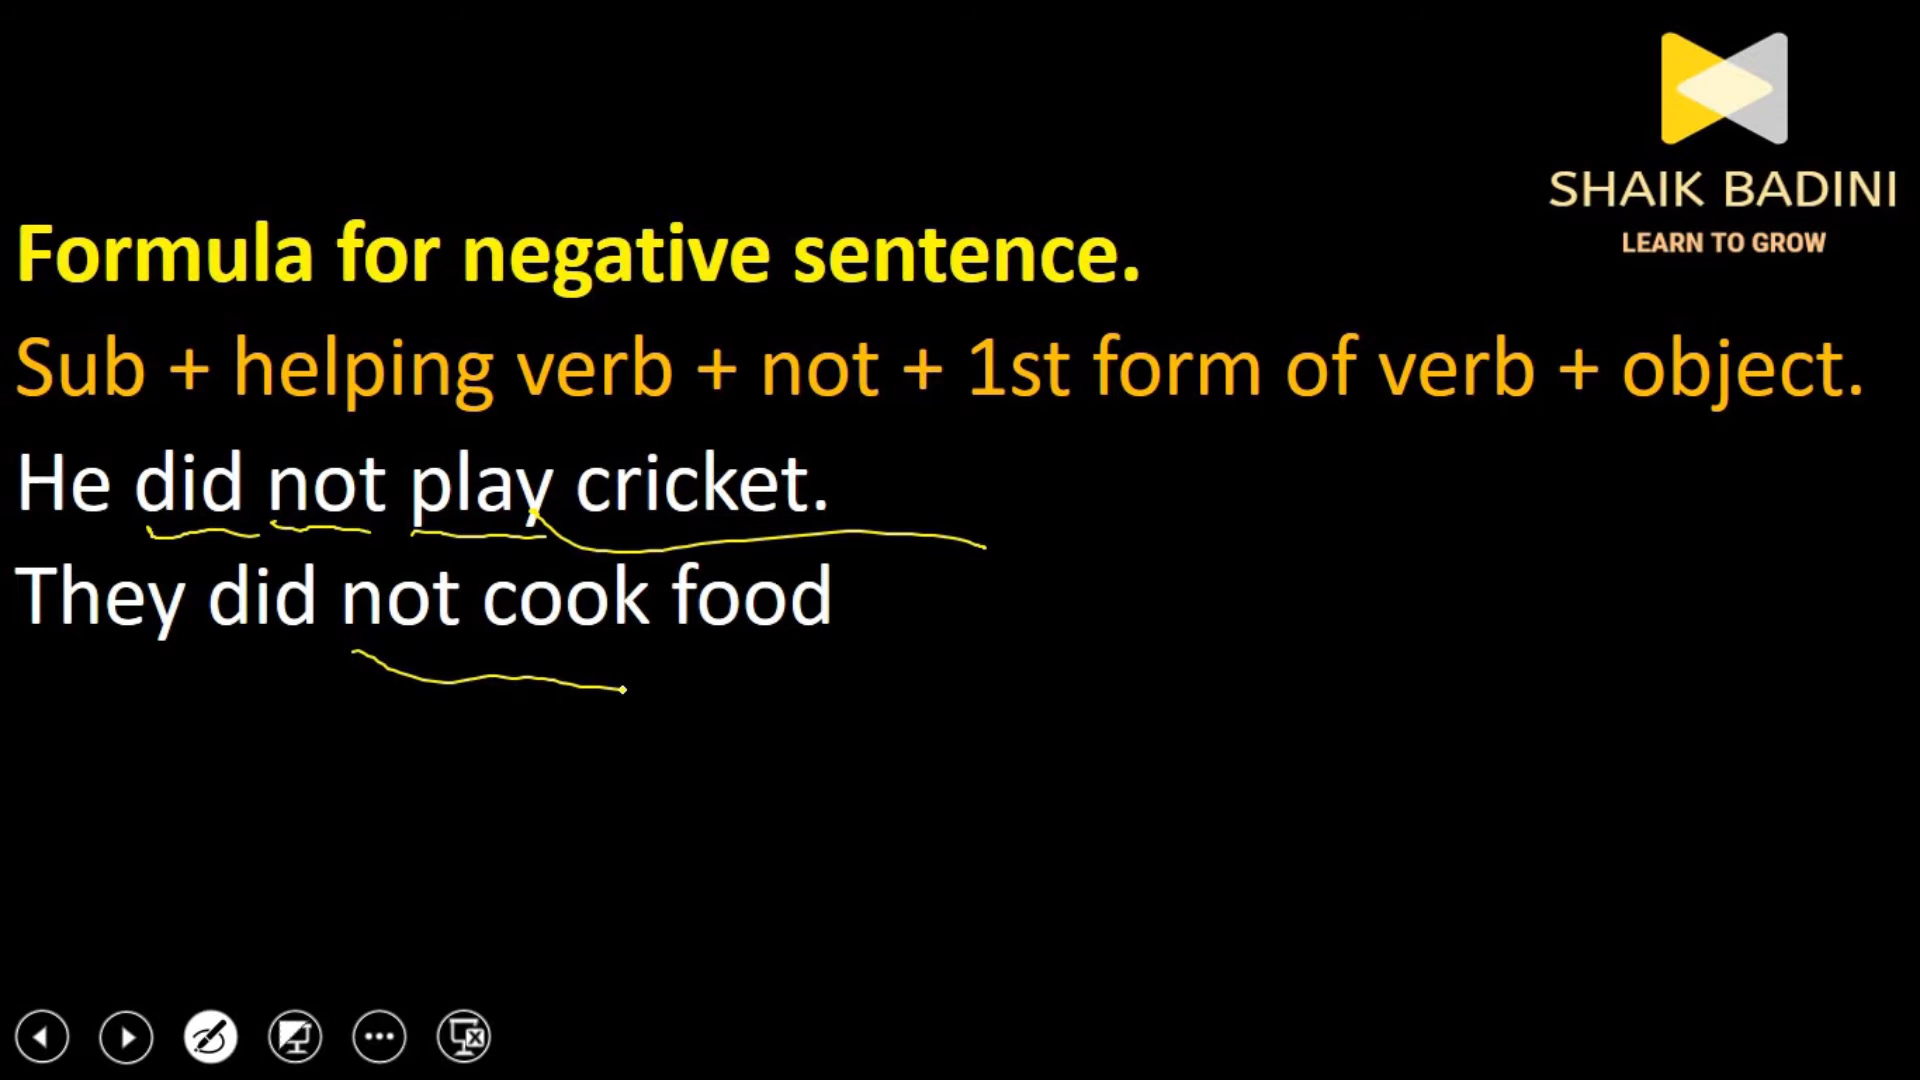 SHAIK BADINI
LEARN TO GROW
Formula for negative sentence.
Sub + helping verb + not + 1st form of verb + object.
He did not play cricket.
They did not cook food